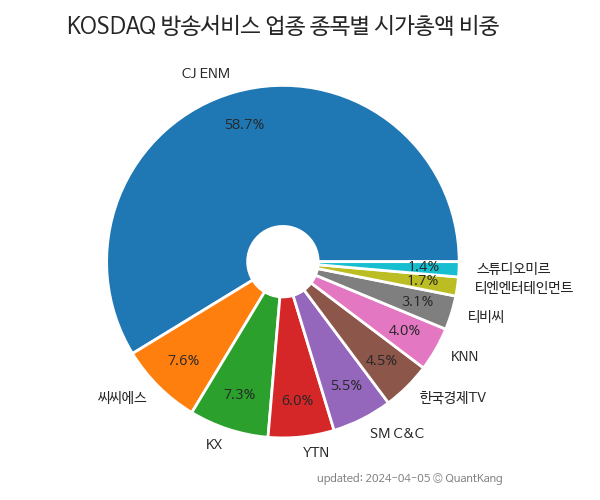 KOSDAQ 방송서비스 업종 종목별 시가총액 비중
CJ ENM
58.7%
씨씨에스
7.6%
KX
7.3%
YTN
6.0%
SM C&C
5.5%
한국경제TV
4.5%
KNN
4.0%
티비씨
3.1%
티엔엔터테인먼트
1.7%
스튜디오미르
1.4%
updated: 2024-04-05 © QuantKang